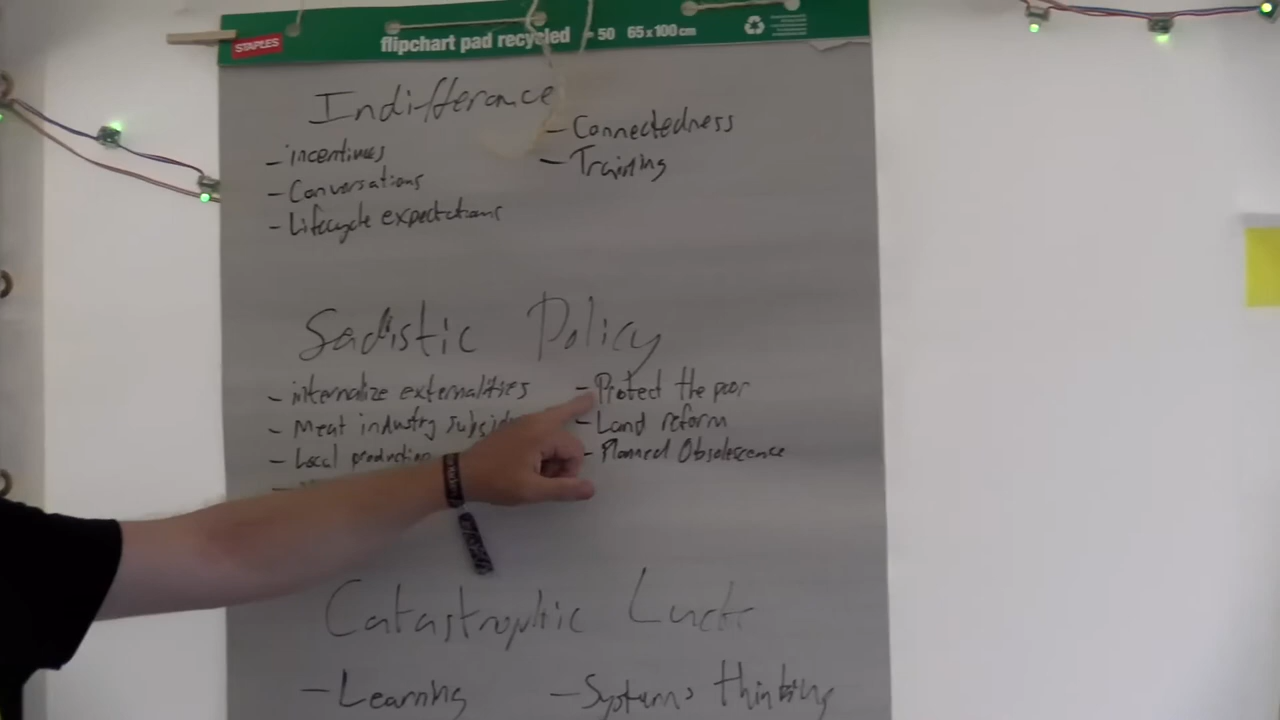 STAPLES
flipchart pad recycled 50 65x100cm
Indifferance
- incentives
- Conversations
- Lifecycle expectations
- Connectedness
- Training
Sadistic Policy
- internalize externalities
- Meat industry
- Local production
- Protect the poor
- Land reform
- Planned Obsolescence
Catastrophic Luck
- Learning
- Systems thinking